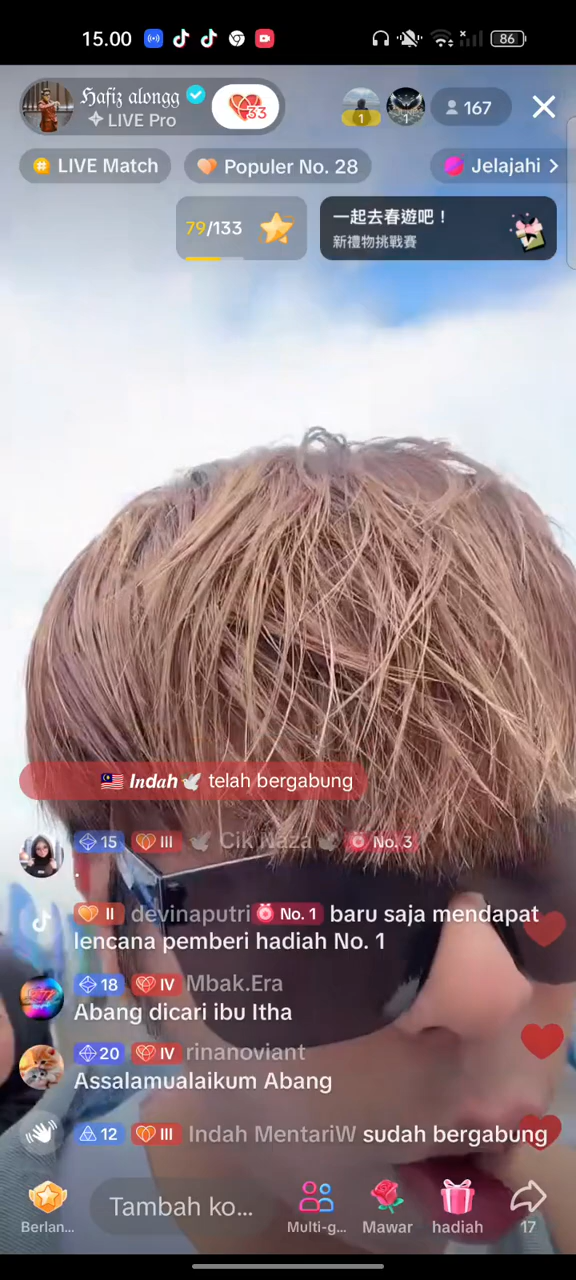 15.00
86
ℌ𝔞𝔣𝔦𝔷 𝔞𝔩𝔬𝔫𝔤𝔤
LIVE Pro
33
1
1
167
LIVE Match
Populer No. 28
Jelajahi
79/133
一起去春遊吧！
新禮物挑戰賽
𝑰𝒏𝒅𝒂𝒉🕊 telah bergabung
15 III 🕊 Cik Naza 🕊 No. 3
.
II devinaputri No. 1 baru saja mendapat
lencana pemberi hadiah No. 1
18 IV Mbak.Era
Abang dicari ibu Itha
20 IV rinanoviant
Assalamualaikum Abang
12 III Indah MentariW sudah bergabung
Tambah ko...
Berlan...
Multi-g...
Mawar
hadiah
17